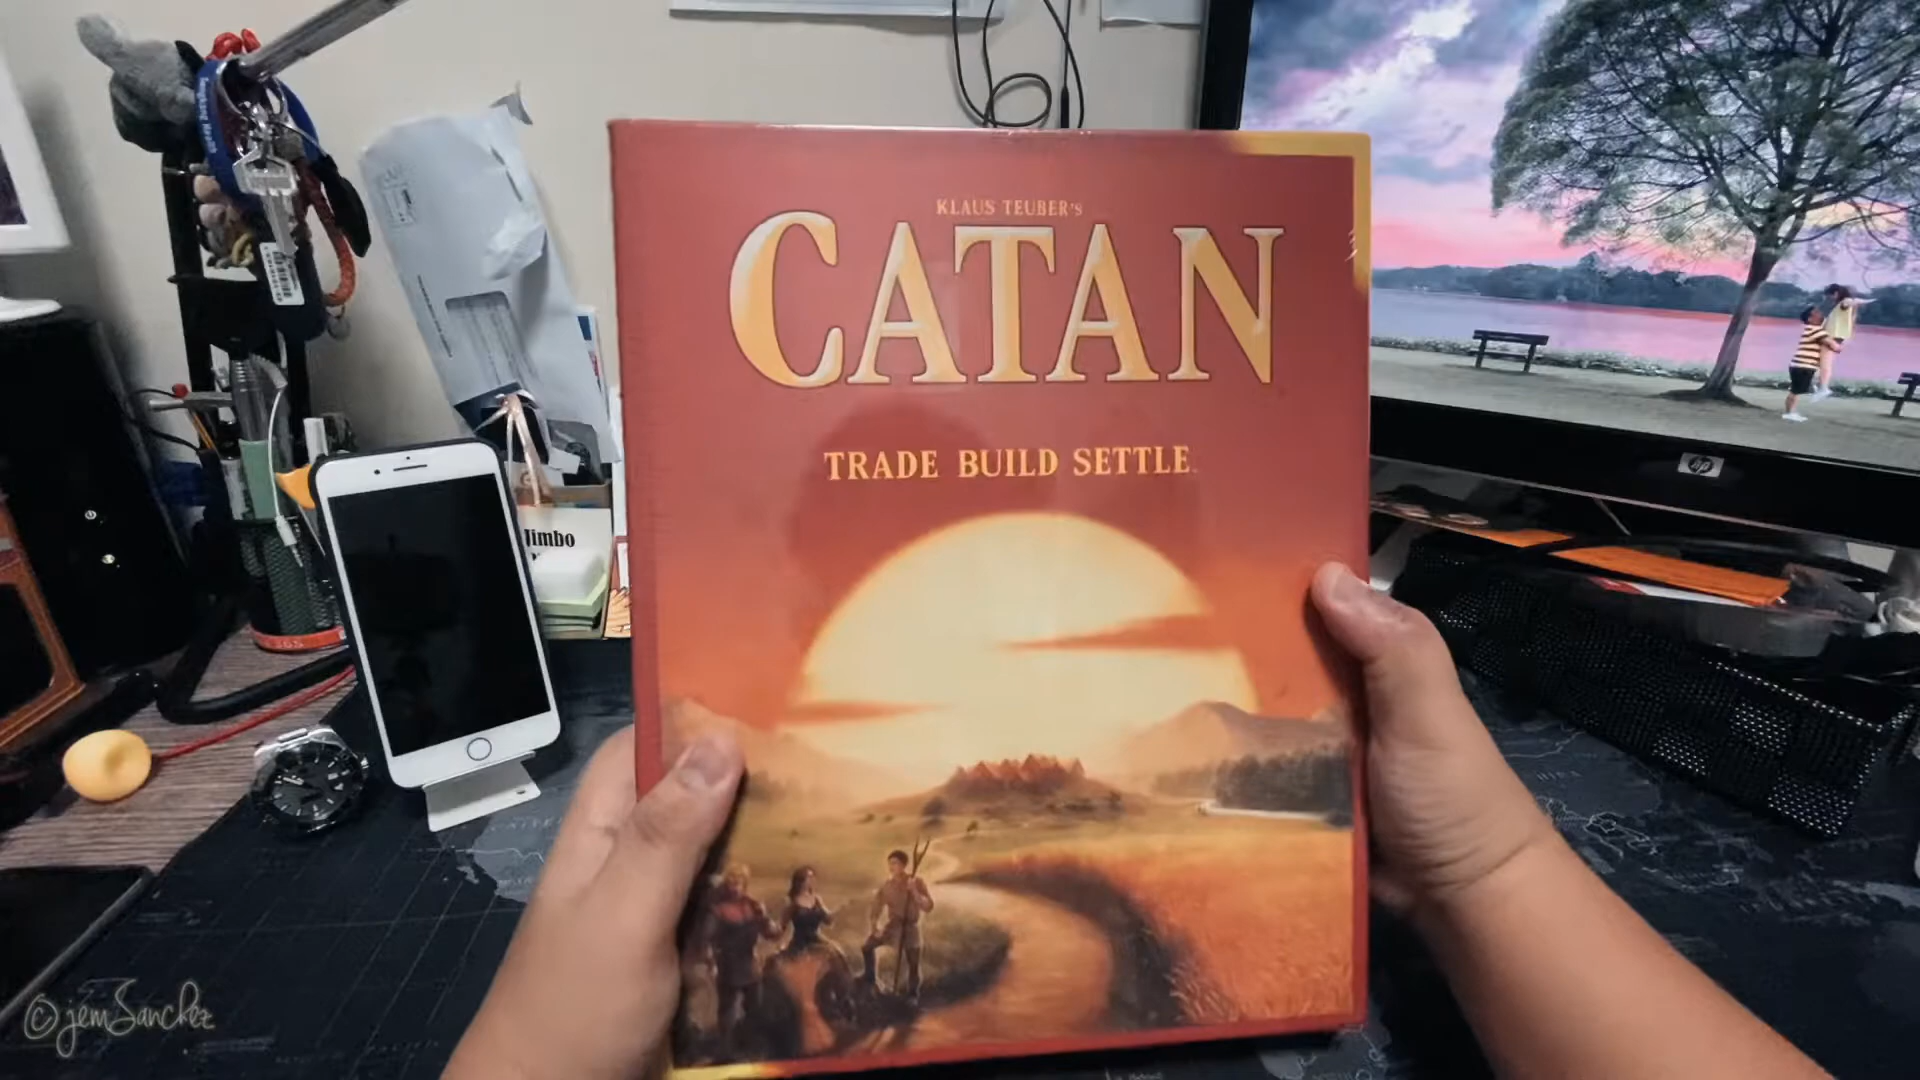 KLAUS TEUBER'S
CATAN
TRADE BUILD SETTLE
Jimbo
hp
© jemSanchez